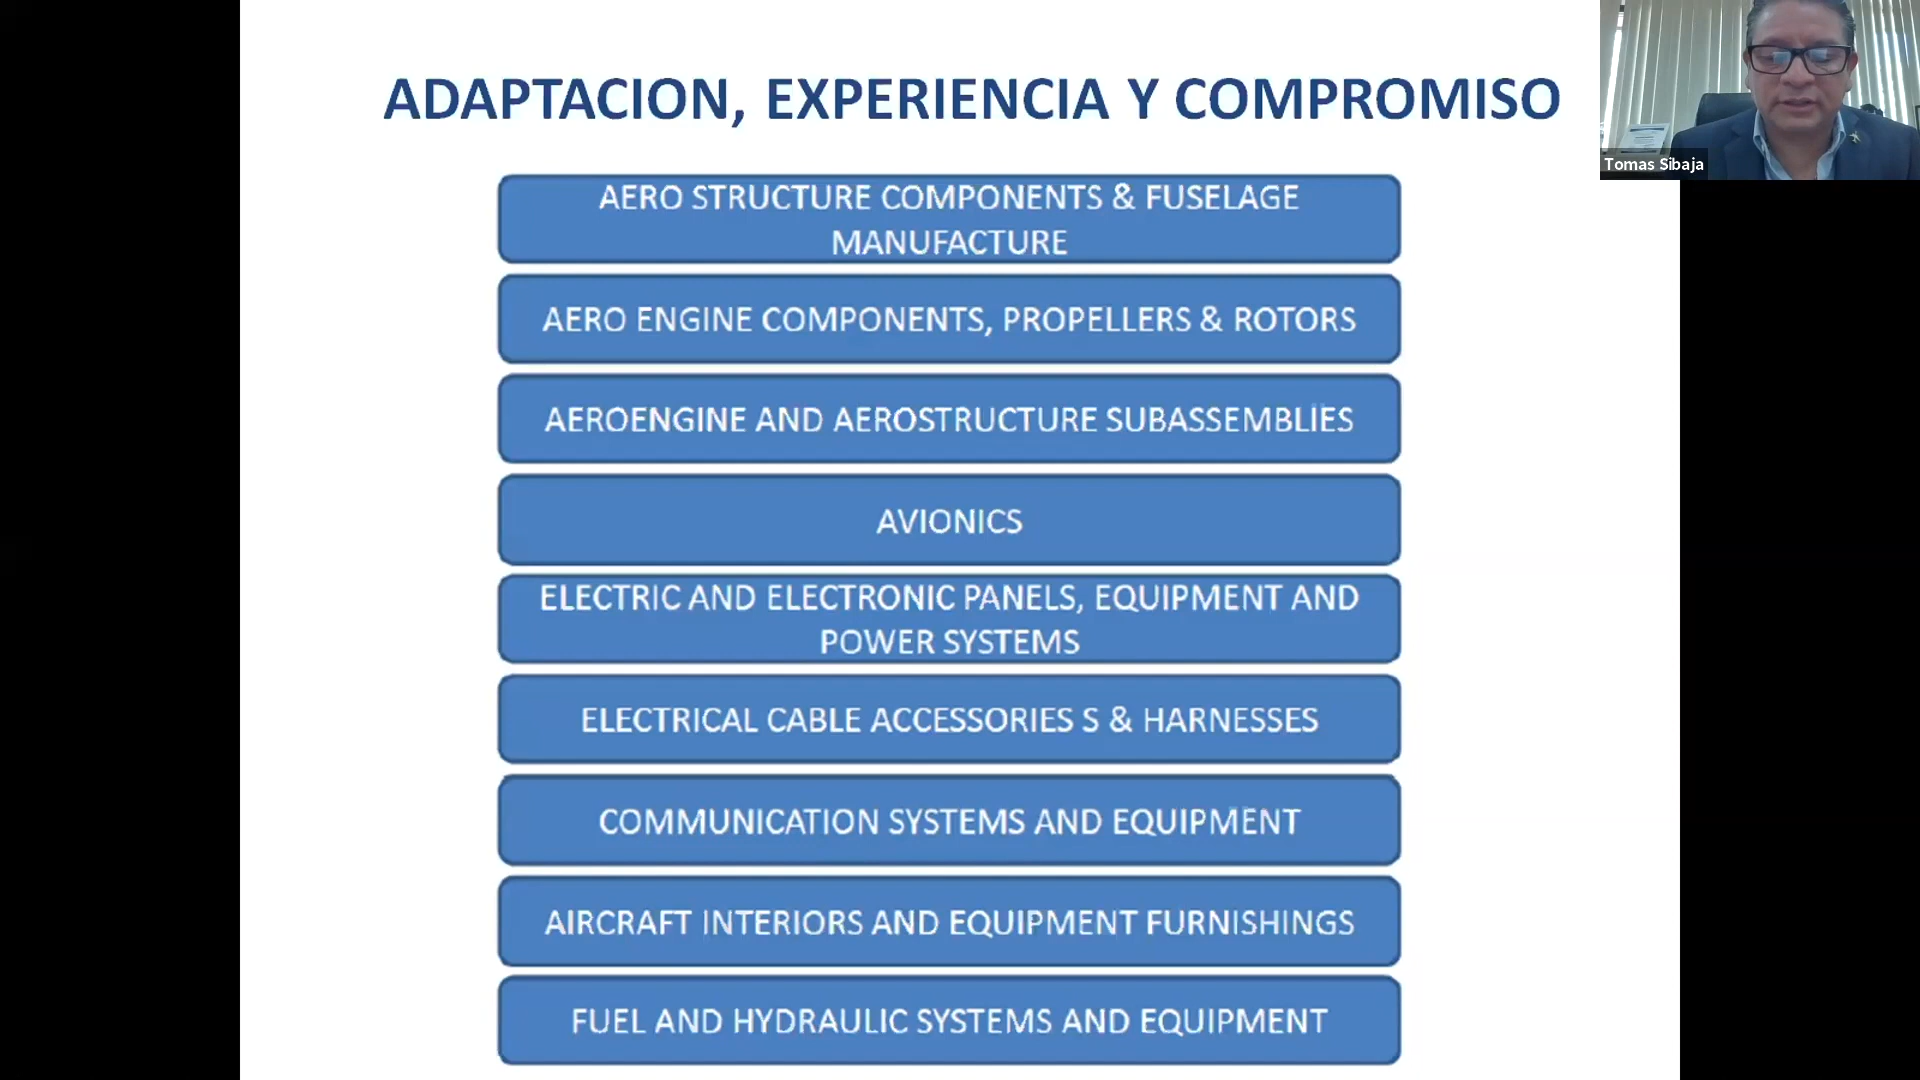 ADAPTACION, EXPERIENCIA Y COMPROMISO
Tomas Sibaja
AERO STRUCTURE COMPONENTS & FUSELAGE
MANUFACTURE
AERO ENGINE COMPONENTS, PROPELLERS & ROTORS
AEROENGINE AND AEROSTRUCTURE SUBASSEMBLIES
AVIONICS
ELECTRIC AND ELECTRONIC PANELS, EQUIPMENT AND
POWER SYSTEMS
ELECTRICAL CABLE ACCESSORIES S & HARNESSES
COMMUNICATION SYSTEMS AND EQUIPMENT
AIRCRAFT INTERIORS AND EQUIPMENT FURNISHINGS
FUEL AND HYDRAULIC SYSTEMS AND EQUIPMENT